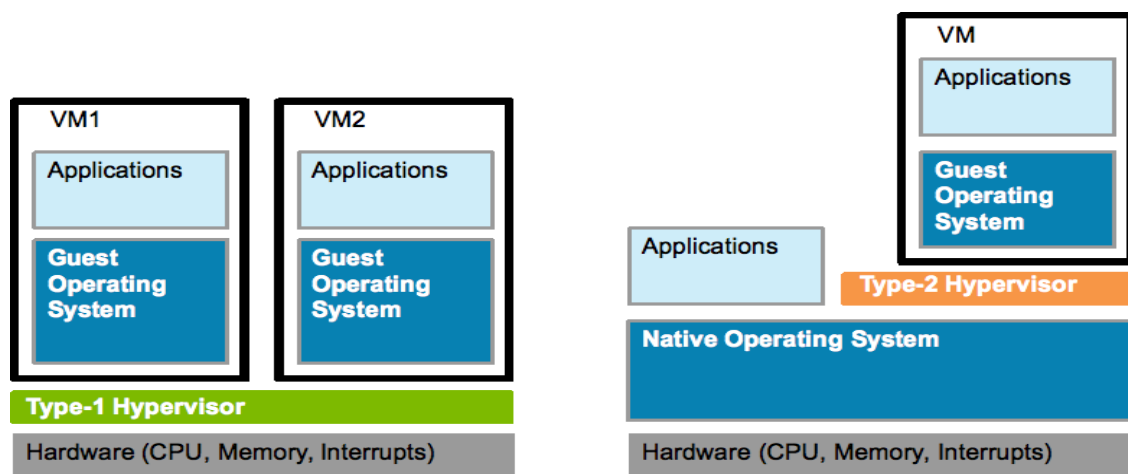 VM1
Applications
Guest
Operating
System
VM2
Applications
Guest
Operating
System
Type-1 Hypervisor
Hardware (CPU, Memory, Interrupts)
VM
Applications
Guest
Operating
System
Applications
Type-2 Hypervisor
Native Operating System
Hardware (CPU, Memory, Interrupts)